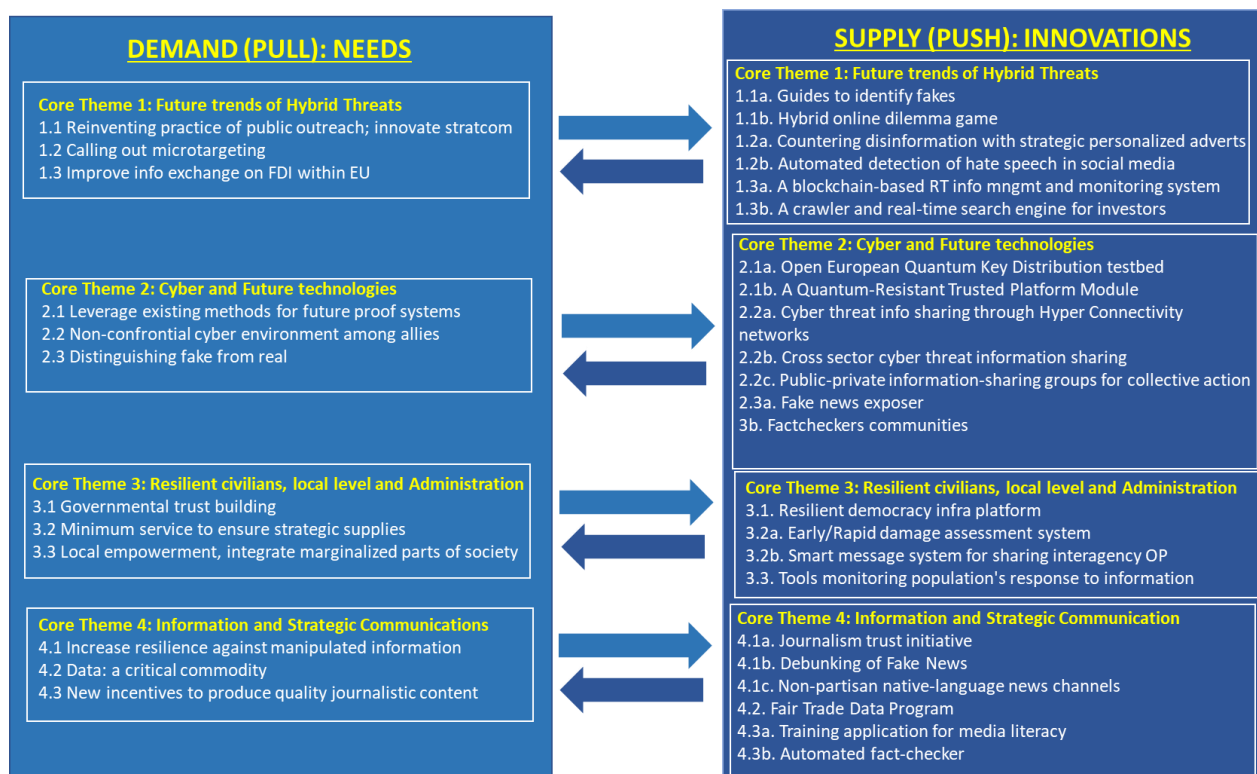 DEMAND (PULL): NEEDS
Core Theme 1: Future trends of Hybrid Threats
1.1 Reinventing practice of public outreach; innovate stratcom
1.2 Calling out microtargeting
1.3 Improve info exchange on FDI within EU
Core Theme 2: Cyber and Future technologies
2.1 Leverage existing methods for future proof systems
2.2 Non-confrontial cyber environment among allies
2.3 Distinguishing fake from real
Core Theme 3: Resilient civilians, local level and Administration
3.1 Governmental trust building
3.2 Minimum service to ensure strategic supplies
3.3 Local empowerment, integrate marginalized parts of society
Core Theme 4: Information and Strategic Communications
4.1 Increase resilience against manipulated information
4.2 Data: a critical commodity
4.3 New incentives to produce quality journalistic content
SUPPLY (PUSH): INNOVATIONS
Core Theme 1: Future trends of Hybrid Threats
1.1a. Guides to identify fakes
1.1b. Hybrid online dilemma game
1.2a. Countering disinformation with strategic personalized adverts
1.2b. Automated detection of hate speech in social media
1.3a. A blockchain-based RT info mngmt and monitoring system
1.3b. A crawler and real-time search engine for investors
Core Theme 2: Cyber and Future technologies
2.1a. Open European Quantum Key Distribution testbed
2.1b. A Quantum-Resistant Trusted Platform Module
2.2a. Cyber threat info sharing through Hyper Connectivity
networks
2.2b. Cross sector cyber threat information sharing
2.2c. Public-private information-sharing groups for collective action
2.3a. Fake news exposer
3b. Factcheckers communities
Core Theme 3: Resilient civilians, local level and Administration
3.1. Resilient democracy infra platform
3.2a. Early/Rapid damage assessment system
3.2b. Smart message system for sharing interagency OP
3.3. Tools monitoring population's response to information
Core Theme 4: Information and Strategic Communication
4.1a. Journalism trust initiative
4.1b. Debunking of Fake News
4.1c. Non-partisan native-language news channels
4.2. Fair Trade Data Program
4.3a. Training application for media literacy
4.3b. Automated fact-checker